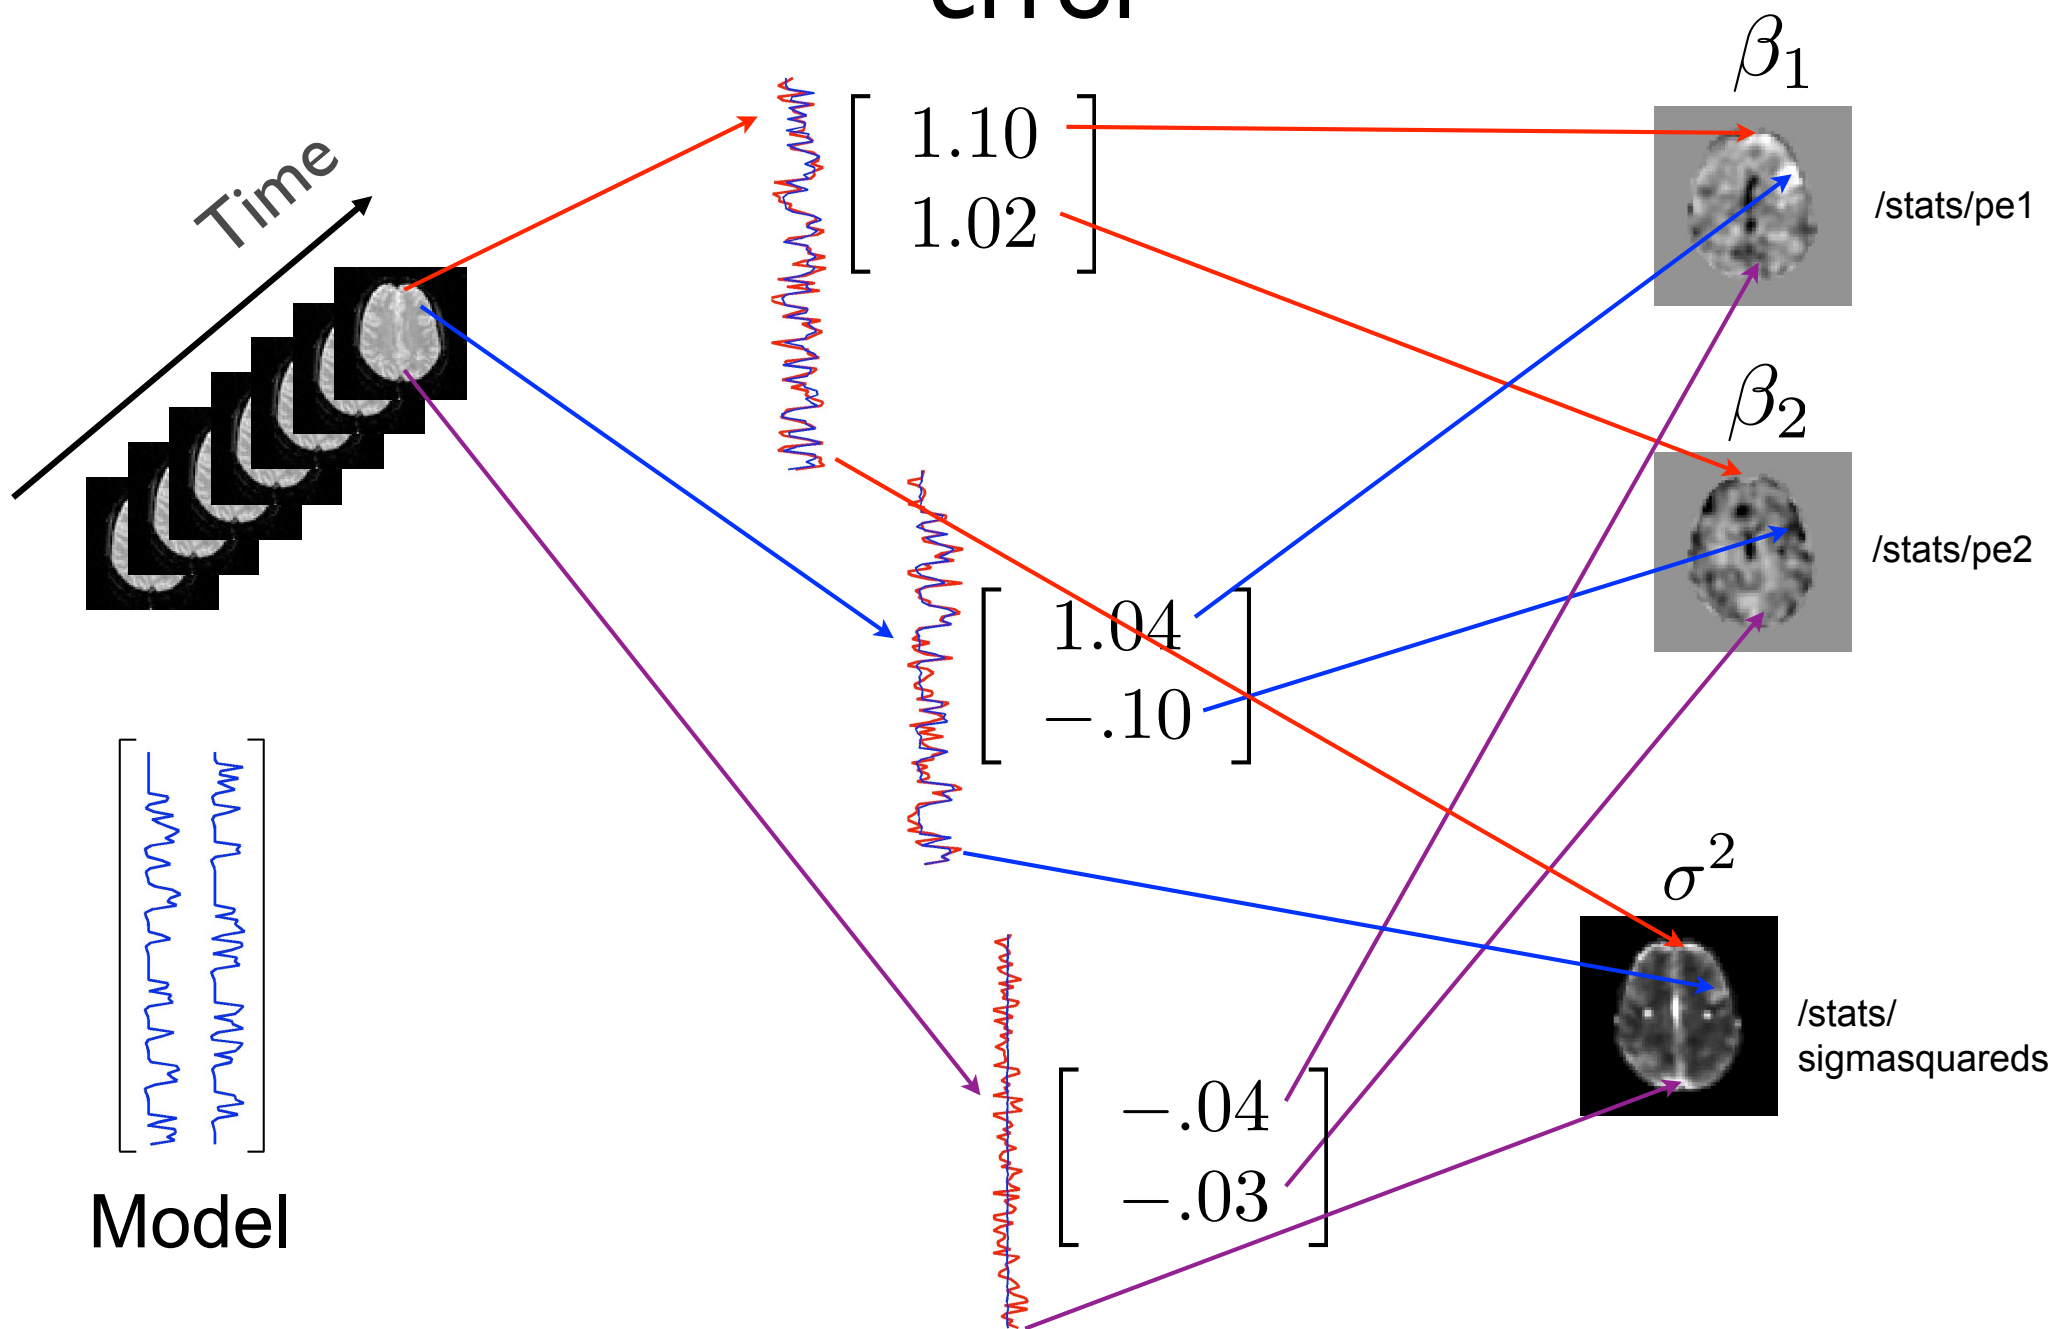 error
β₁
1.10
1.02
/stats/pe1
Time
β₂
/stats/pe2
1.04
−.10
σ²
/stats/
sigmasquareds
−.04
−.03
Model